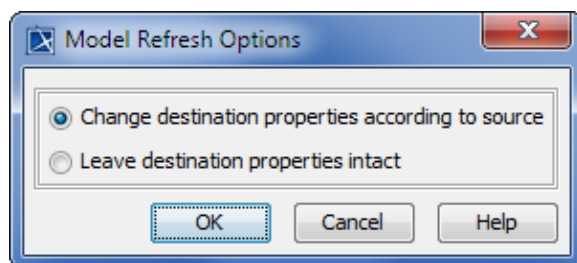 Model Refresh Options
Change destination properties according to source
Leave destination properties intact
OK Cancel Help